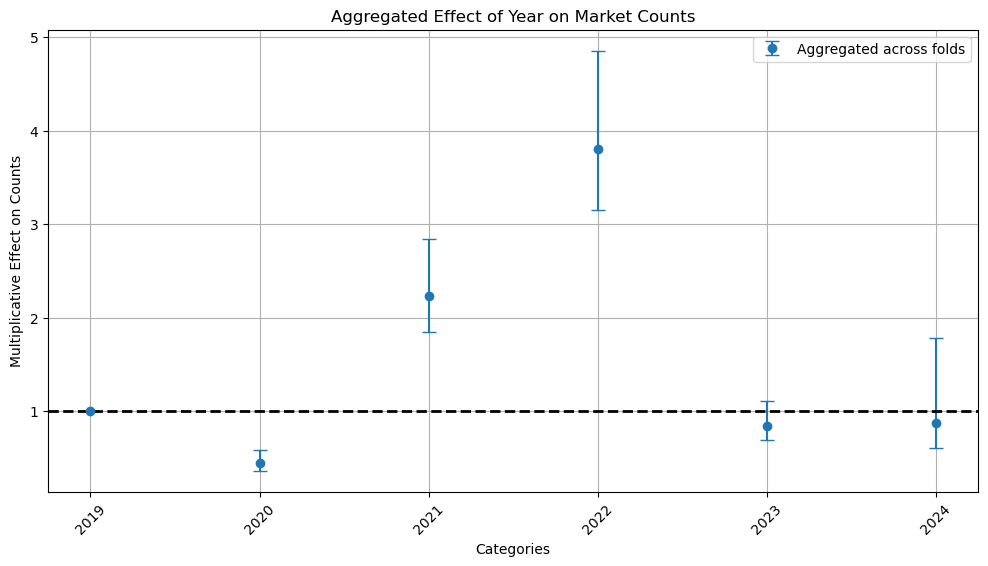 Aggregated Effect of Year on Market Counts
Aggregated across folds
Multiplicative Effect on Counts
5
4
3
2
1
2019
2020
2021
2022
2023
2024
Categories